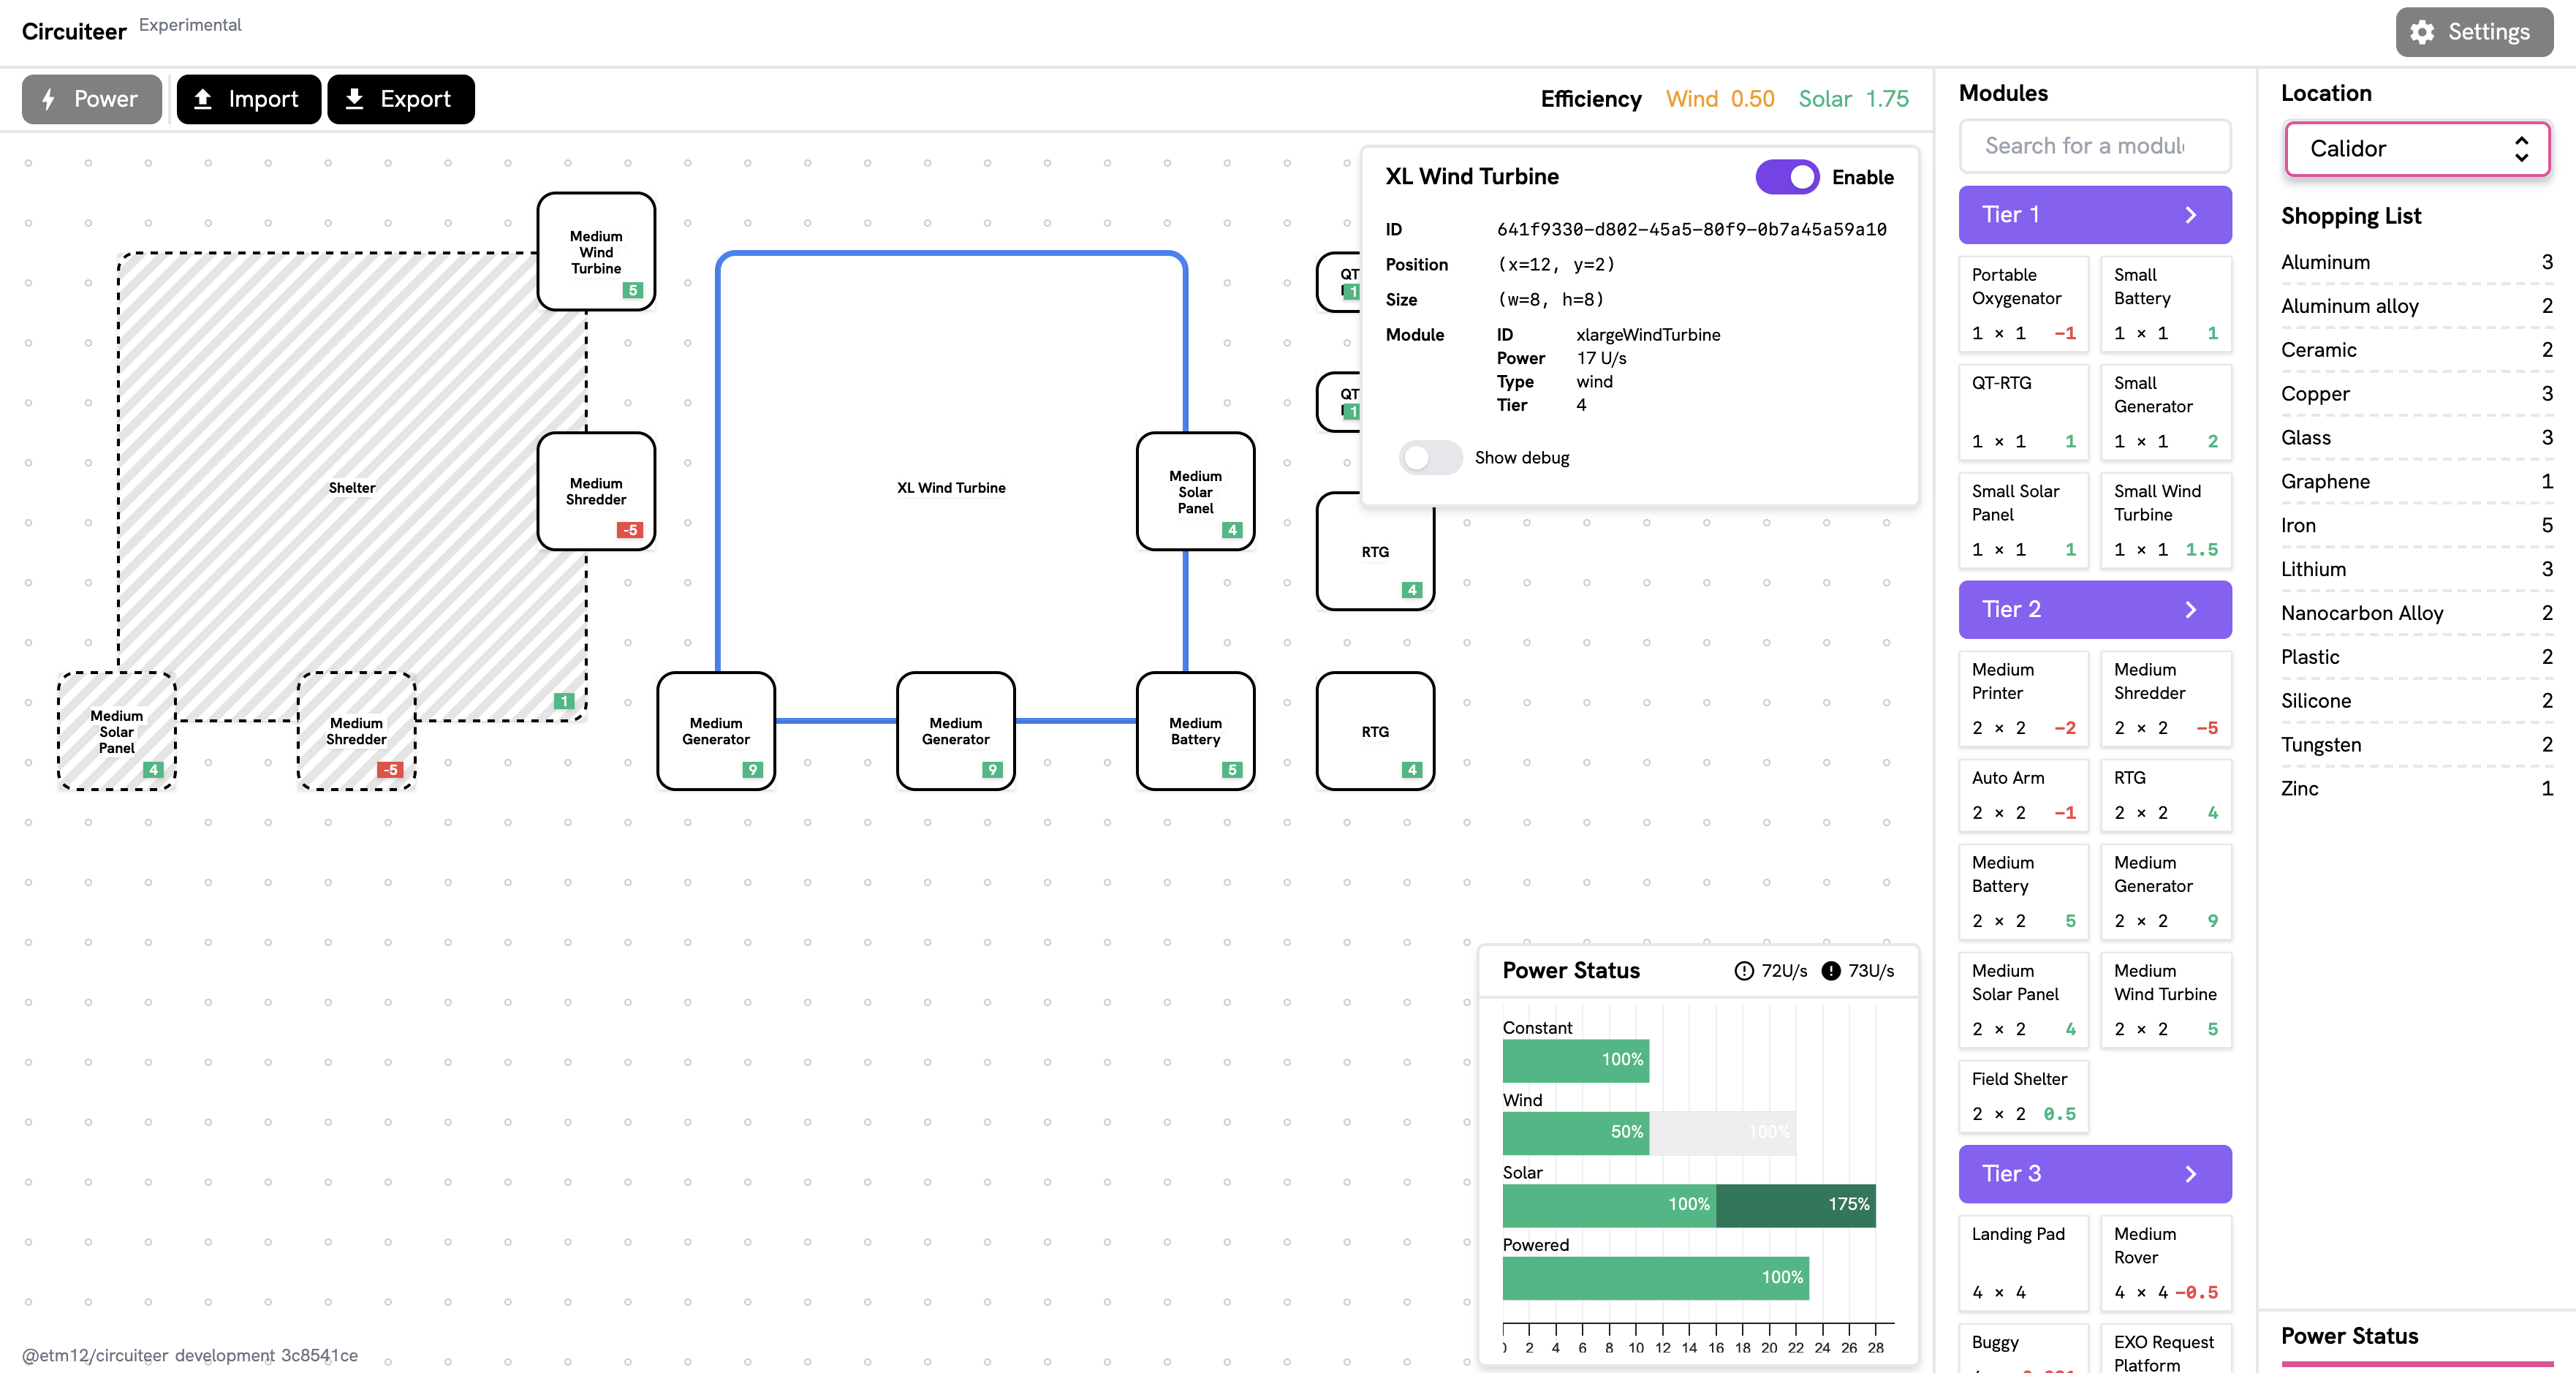 Circuiteer Experimental
Settings
Power
Import
Export
Efficiency Wind 0.50 Solar 1.75
Medium
Wind
Turbine
5
Shelter
1
Medium
Shredder
-5
Medium
Solar
Panel
4
Medium
Shredder
-5
XL Wind Turbine
Medium
Solar
Panel
4
Medium
Generator
9
Medium
Generator
9
Medium
Battery
5
QT
1
QT
1
RTG
4
RTG
4
XL Wind Turbine
Enable
ID 641f9330-d802-45a5-80f9-0b7a45a59a10
Position (x=12, y=2)
Size (w=8, h=8)
Module ID xlargeWindTurbine
Power 17 U/s
Type wind
Tier 4
Show debug
Power Status 72U/s 73U/s
Constant
100%
Wind
50% 100%
Solar
100% 175%
Powered
100%
0 2 4 6 8 10 12 14 16 18 20 22 24 26 28
@etm12/circuiteer development 3c8541ce
Modules
Search for a modul
Tier 1
Portable
Oxygenator
1 × 1 -1
Small
Battery
1 × 1 1
QT-RTG
1 × 1 1
Small
Generator
1 × 1 2
Small Solar
Panel
1 × 1 1
Small Wind
Turbine
1 × 1 1.5
Tier 2
Medium
Printer
2 × 2 -2
Medium
Shredder
2 × 2 -5
Auto Arm
2 × 2 -1
RTG
2 × 2 4
Medium
Battery
2 × 2 5
Medium
Generator
2 × 2 9
Medium
Solar Panel
2 × 2 4
Medium
Wind Turbine
2 × 2 5
Field Shelter
2 × 2 0.5
Tier 3
Landing Pad
4 × 4
Medium
Rover
4 × 4 -0.5
Buggy
EXO Request
Platform
Location
Calidor
Shopping List
Aluminum 3
Aluminum alloy 2
Ceramic 2
Copper 3
Glass 3
Graphene 1
Iron 5
Lithium 3
Nanocarbon Alloy 2
Plastic 2
Silicone 2
Tungsten 2
Zinc 1
Power Status